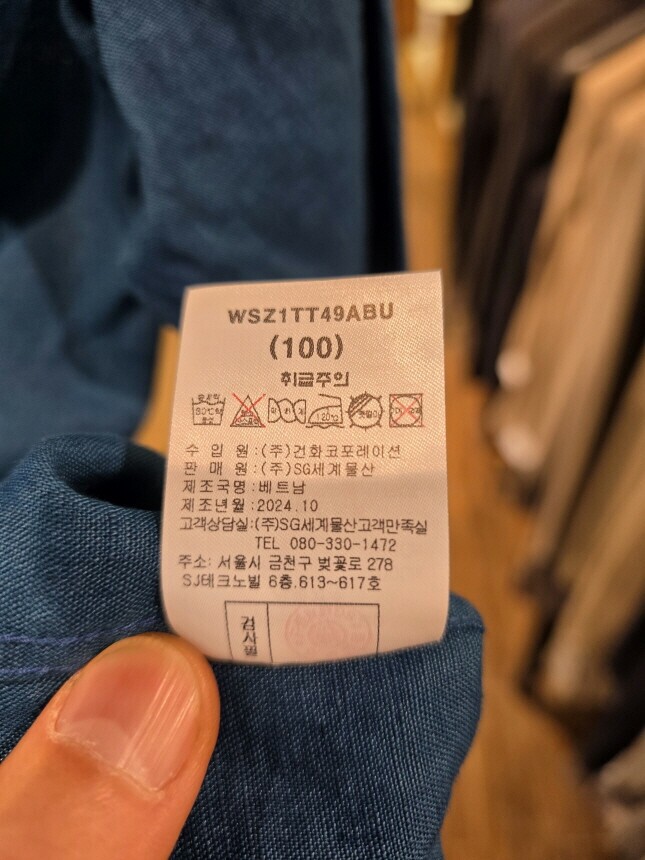 WSZ1TT49ABU
(100)
취급주의
수 입 원:(주)건화코포레이션
판 매 원:(주)SG세계물산
제조국명:베트남
제조년월:2024.10
고객상담실:(주)SG세계물산고객만족실
TEL 080-330-1472
주소: 서울시 금천구 벚꽃로 278
SJ테크노빌 6층.613~617호
검사필